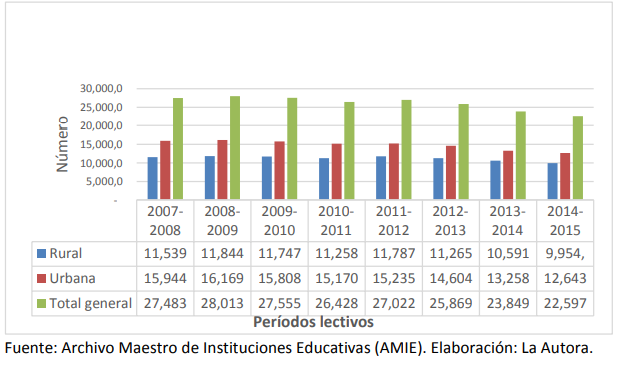 30,000,0
25,000,0
20,000,0
15,000,0
10,000,0
5,000,0
-
Número
2007-2008 2008-2009 2009-2010 2010-2011 2011-2012 2012-2013 2013-2014 2014-2015
Rural 11,539 11,844 11,747 11,258 11,787 11,265 10,591 9,954,
Urbana 15,944 16,169 15,808 15,170 15,235 14,604 13,258 12,643
Total general 27,483 28,013 27,555 26,428 27,022 25,869 23,849 22,597
Períodos lectivos
Fuente: Archivo Maestro de Instituciones Educativas (AMIE). Elaboración: La Autora.